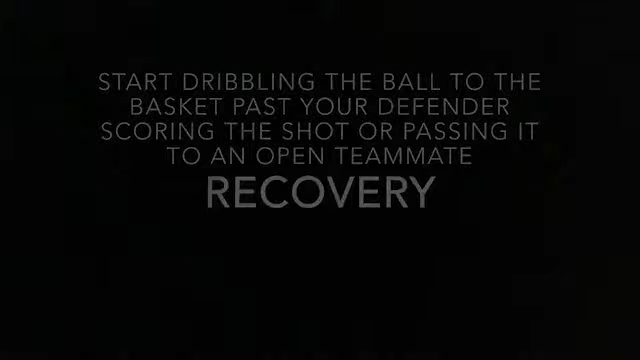 START DRIBBLING THE BALL TO THE
BASKET PAST YOUR DEFENDER
SCORING THE SHOT OR PASSING IT
TO AN OPEN TEAMMATE
RECOVERY